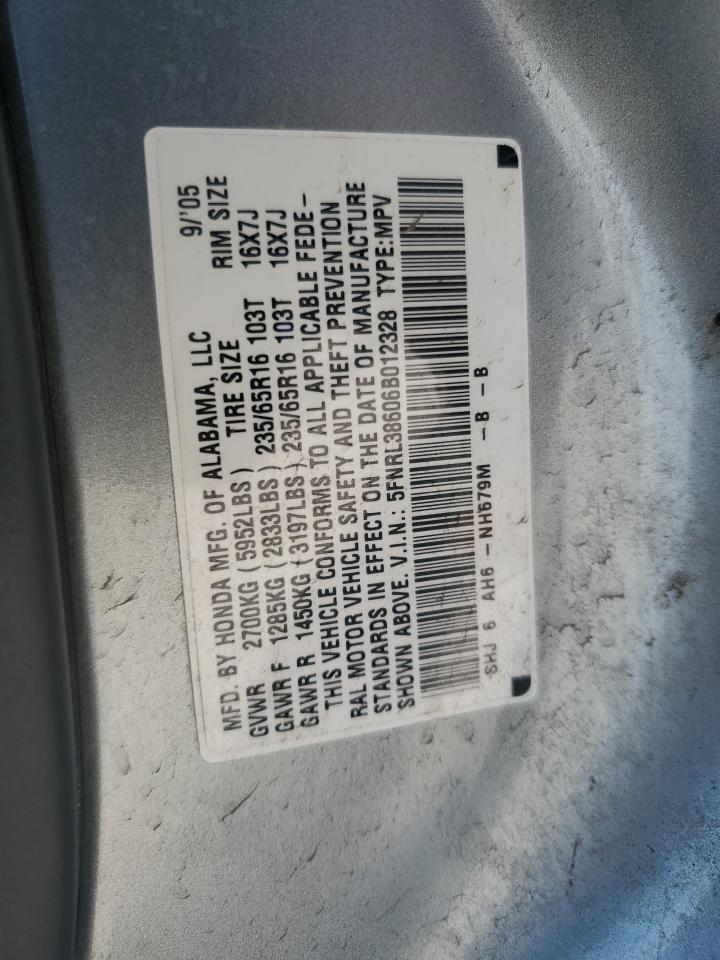 MFD. BY HONDA MFG. OF ALABAMA, LLC 9/'05
GVWR 2700KG (5952LBS) TIRE SIZE RIM SIZE
GAWR F 1285KG (2833LBS) 235/65R16 103T 16X7J
GAWR R 1450KG (3197LBS) 235/65R16 103T 16X7J
THIS VEHICLE CONFORMS TO ALL APPLICABLE FEDE-
RAL MOTOR VEHICLE SAFETY AND THEFT PREVENTION
STANDARDS IN EFFECT ON THE DATE OF MANUFACTURE
SHOWN ABOVE. V.I.N.: 5FNRL38606B012328 TYPE:MPV
SHJ 6 AH6 -NH679M -B -B